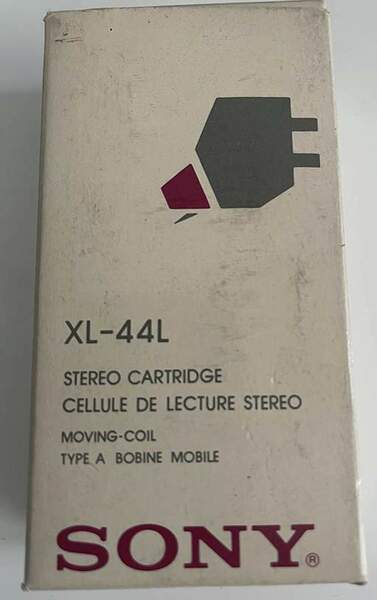 XL-44L
STEREO CARTRIDGE
CELLULE DE LECTURE STEREO
MOVING-COIL
TYPE A BOBINE MOBILE
SONY®